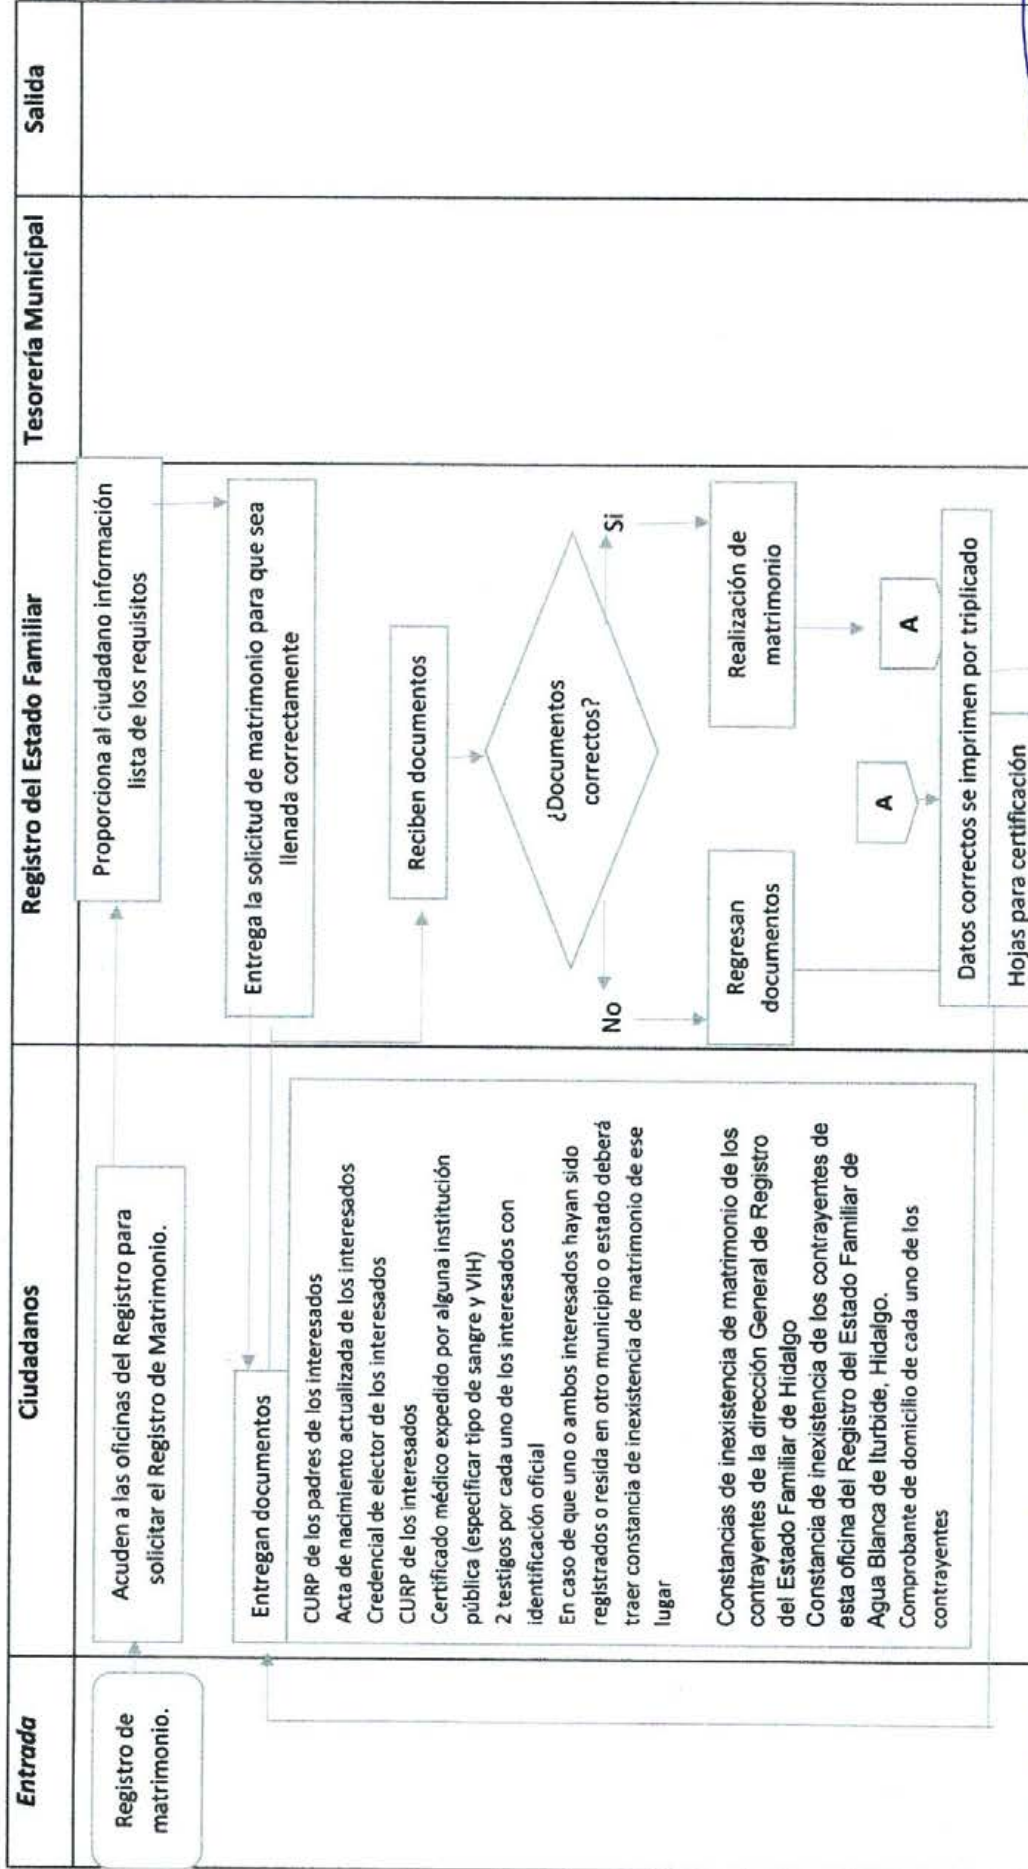 Entrada
Ciudadanos
Registro del Estado Familiar
Tesorería Municipal
Salida
Registro de
matrimonio.
Acuden a las oficinas del Registro para
solicitar el Registro de Matrimonio.
Proporciona al ciudadano información
lista de los requisitos
Entrega la solicitud de matrimonio para que sea
llenada correctamente
Entregan documentos
CURP de los padres de los interesados
Acta de nacimiento actualizada de los interesados
Credencial de elector de los interesados
CURP de los interesados
Certificado médico expedido por alguna institución
pública (especificar tipo de sangre y VIH)
2 testigos por cada uno de los interesados con
identificación oficial
En caso de que uno o ambos interesados hayan sido
registrados o resida en otro municipio o estado deberá
traer constancia de inexistencia de matrimonio de ese
lugar
Constancias de inexistencia de matrimonio de los
contrayentes de la dirección General de Registro
del Estado Familiar de Hidalgo
Constancia de inexistencia de los contrayentes de
esta oficina del Registro del Estado Familiar de
Agua Blanca de Iturbide, Hidalgo.
Comprobante de domicilio de cada uno de los
contrayentes
Reciben documentos
¿Documentos
correctos?
No
Si
Regresan
documentos
Realización de
matrimonio
A
A
Datos correctos se imprimen por triplicado
Hojas para certificación